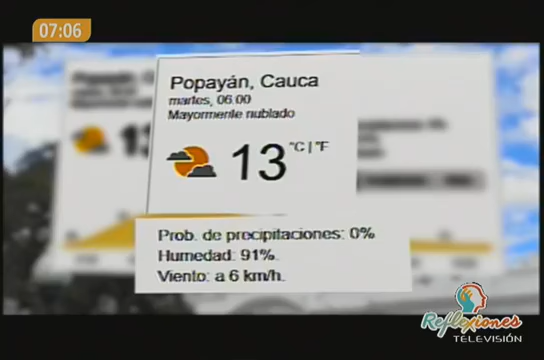 07:06
Popayán, Cauca
martes, 06:00
Mayormente nublado
13 °C | °F
Prob. de precipitaciones: 0%
Humedad: 91%.
Viento: a 6 km/h.
Reflexiones
TELEVISIÓN